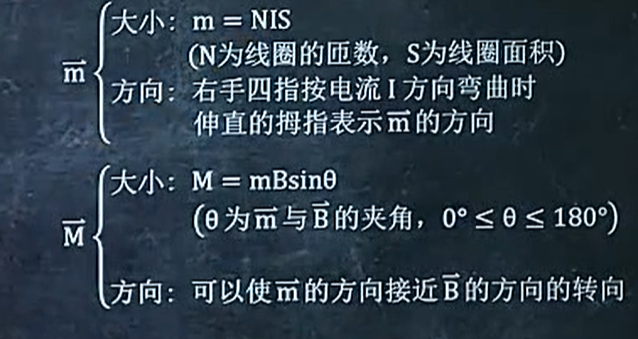 大小：m = NIS
(N为线圈的匝数，S为线圈面积)
m⃗
方向：右手四指按电流 I 方向弯曲时
伸直的拇指表示m⃗的方向
大小：M = mBsinθ
(θ为m⃗与B⃗的夹角，0° ≤ θ ≤ 180°)
M⃗
方向：可以使m⃗的方向接近B⃗的方向的转向